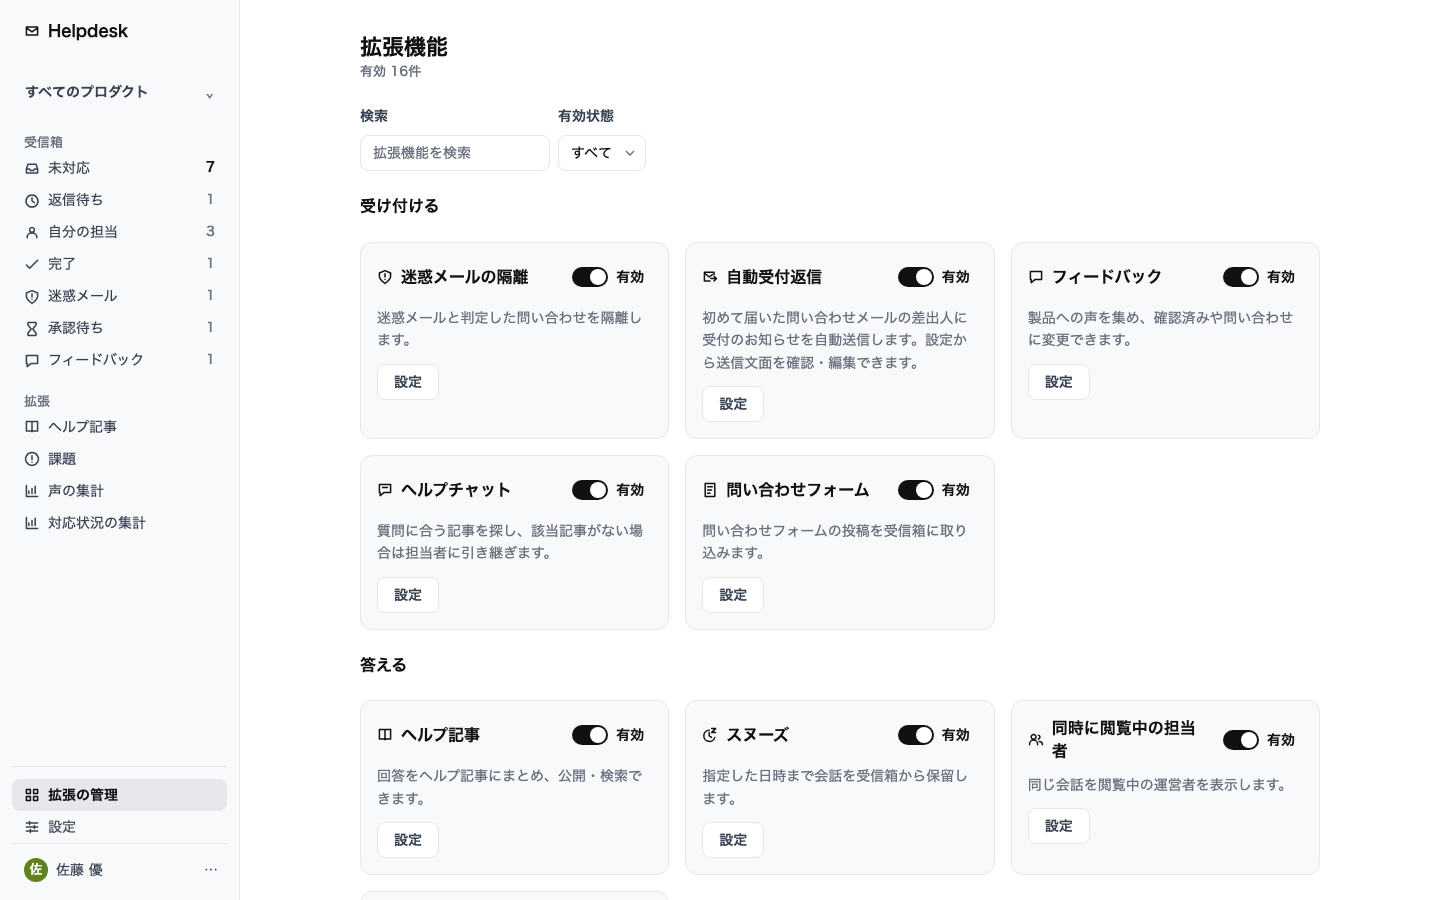 Helpdesk
すべてのプロダクト
受信箱
未対応 7
返信待ち 1
自分の担当 3
完了 1
迷惑メール 1
承認待ち 1
フィードバック 1
拡張
ヘルプ記事
課題
声の集計
対応状況の集計
拡張の管理
設定
佐 佐藤 優 …
拡張機能
有効 16件
検索 有効状態
拡張機能を検索 すべて
受け付ける
迷惑メールの隔離 有効
迷惑メールと判定した問い合わせを隔離し
ます。
設定
自動受付返信 有効
初めて届いた問い合わせメールの差出人に
受付のお知らせを自動送信します。設定か
ら送信文面を確認・編集できます。
設定
フィードバック 有効
製品への声を集め、確認済みや問い合わせ
に変更できます。
設定
ヘルプチャット 有効
質問に合う記事を探し、該当記事がない場
合は担当者に引き継ぎます。
設定
問い合わせフォーム 有効
問い合わせフォームの投稿を受信箱に取り
込みます。
設定
答える
ヘルプ記事 有効
回答をヘルプ記事にまとめ、公開・検索で
きます。
設定
スヌーズ 有効
指定した日時まで会話を受信箱から保留し
ます。
設定
同時に閲覧中の担当
者 有効
同じ会話を閲覧中の運営者を表示します。
設定